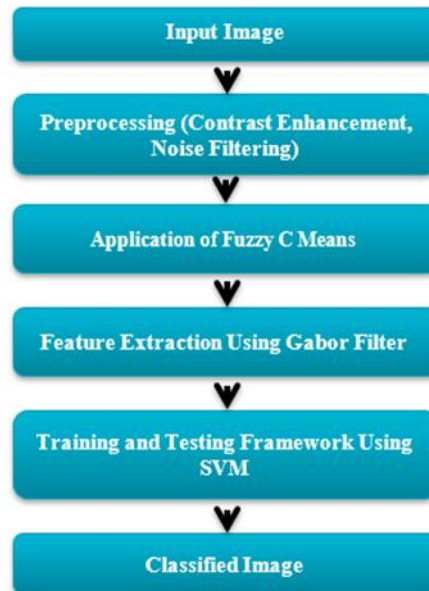 Input Image
Preprocessing (Contrast Enhancement,
Noise Filtering)
Application of Fuzzy C Means
Feature Extraction Using Gabor Filter
Training and Testing Framework Using
SVM
Classified Image